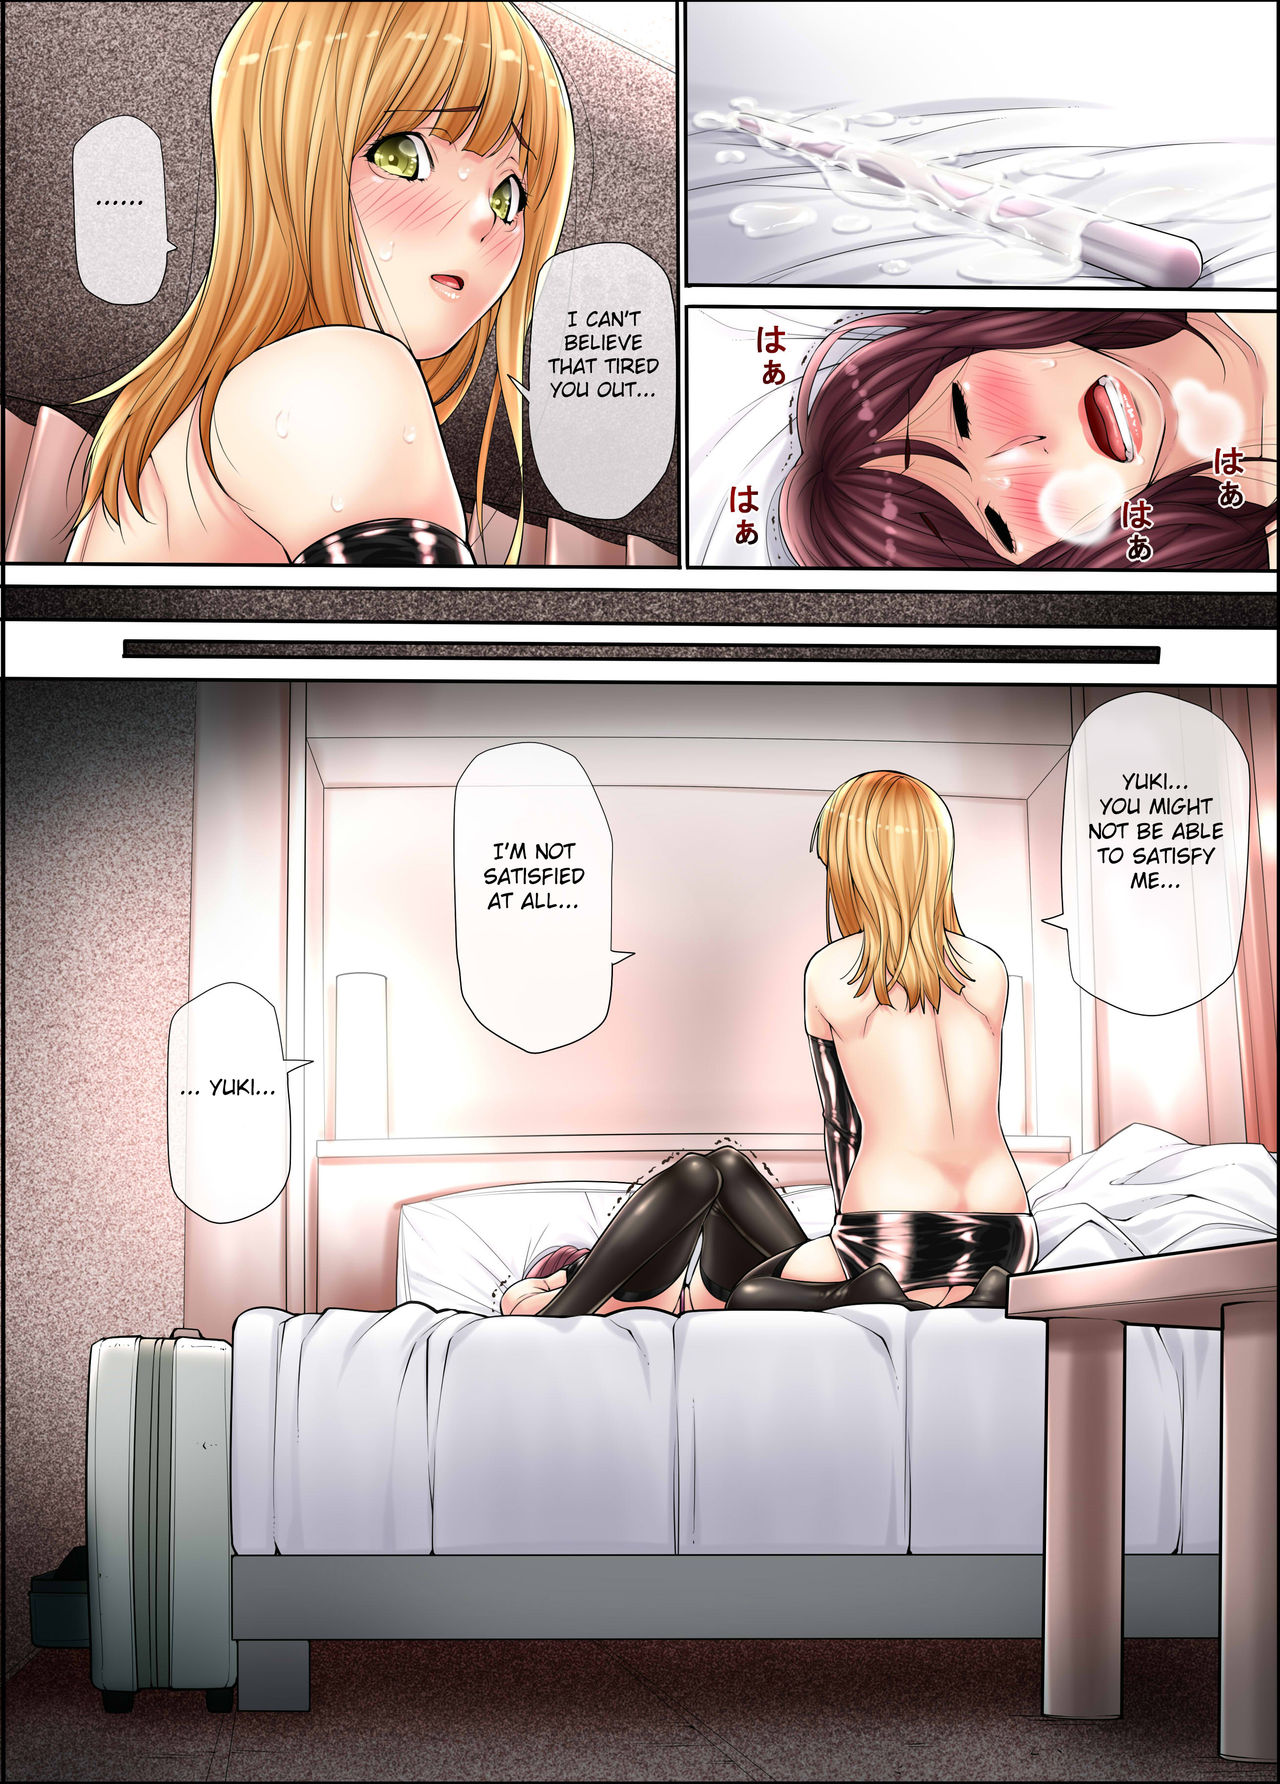 はぁ
はぁ
はぁ
はぁ
I CAN'T
BELIEVE
THAT TIRED
YOU OUT...
......
YUKI...
YOU MIGHT
NOT BE ABLE
TO SATISFY
ME...
I'M NOT
SATISFIED
AT ALL...
... YUKI...